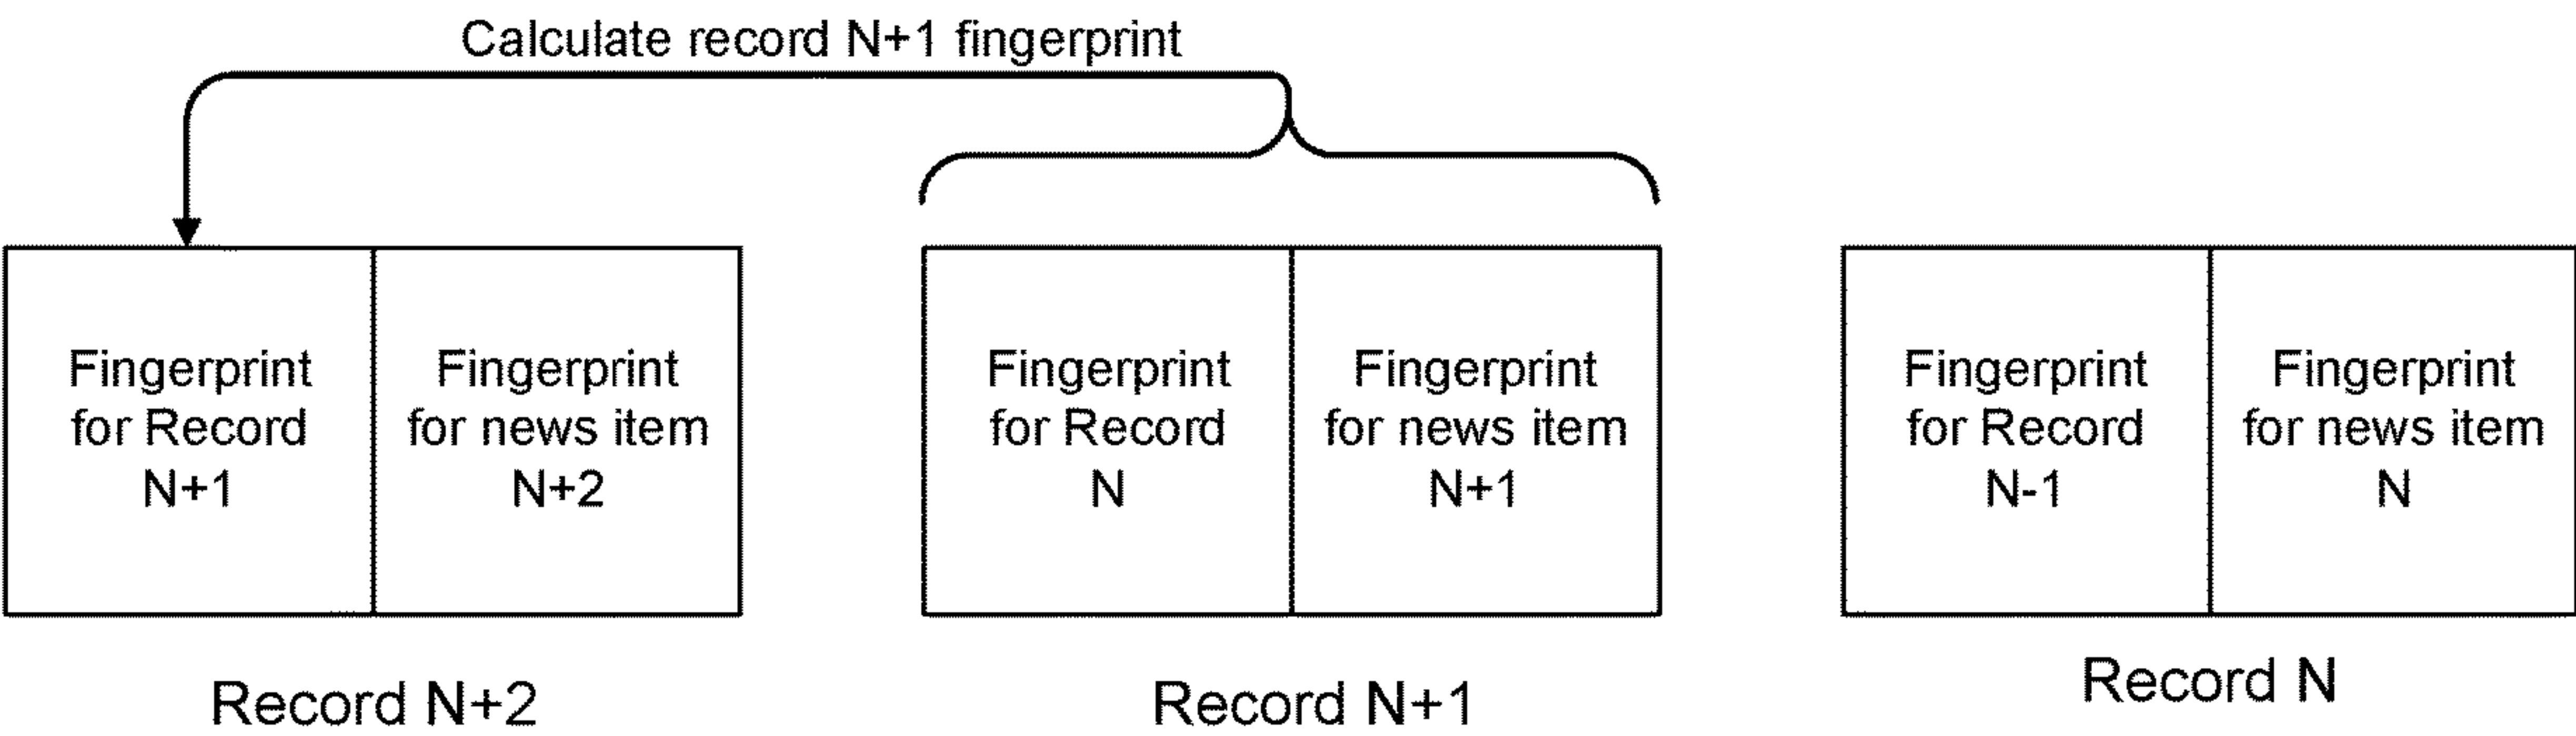 Calculate record N+1 fingerprint
Fingerprint
for Record
N+1
Fingerprint
for news item
N+2
Fingerprint
for Record
N
Fingerprint
for news item
N+1
Fingerprint
for Record
N-1
Fingerprint
for news item
N
Record N+2
Record N+1
Record N